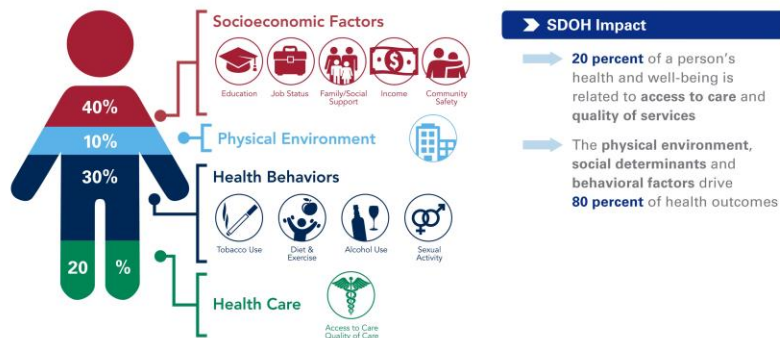 Socioeconomic Factors
Education
Job Status
Family/Social
Support
Income
Community
Safety
40%
10%
Physical Environment
30%
Health Behaviors
Tobacco Use
Diet &
Exercise
Alcohol Use
Sexual
Activity
20 %
Health Care
Access to Care
Quality of Care
SDOH Impact
20 percent of a person's
health and well-being is
related to access to care and
quality of services
The physical environment,
social determinants and
behavioral factors drive
80 percent of health outcomes